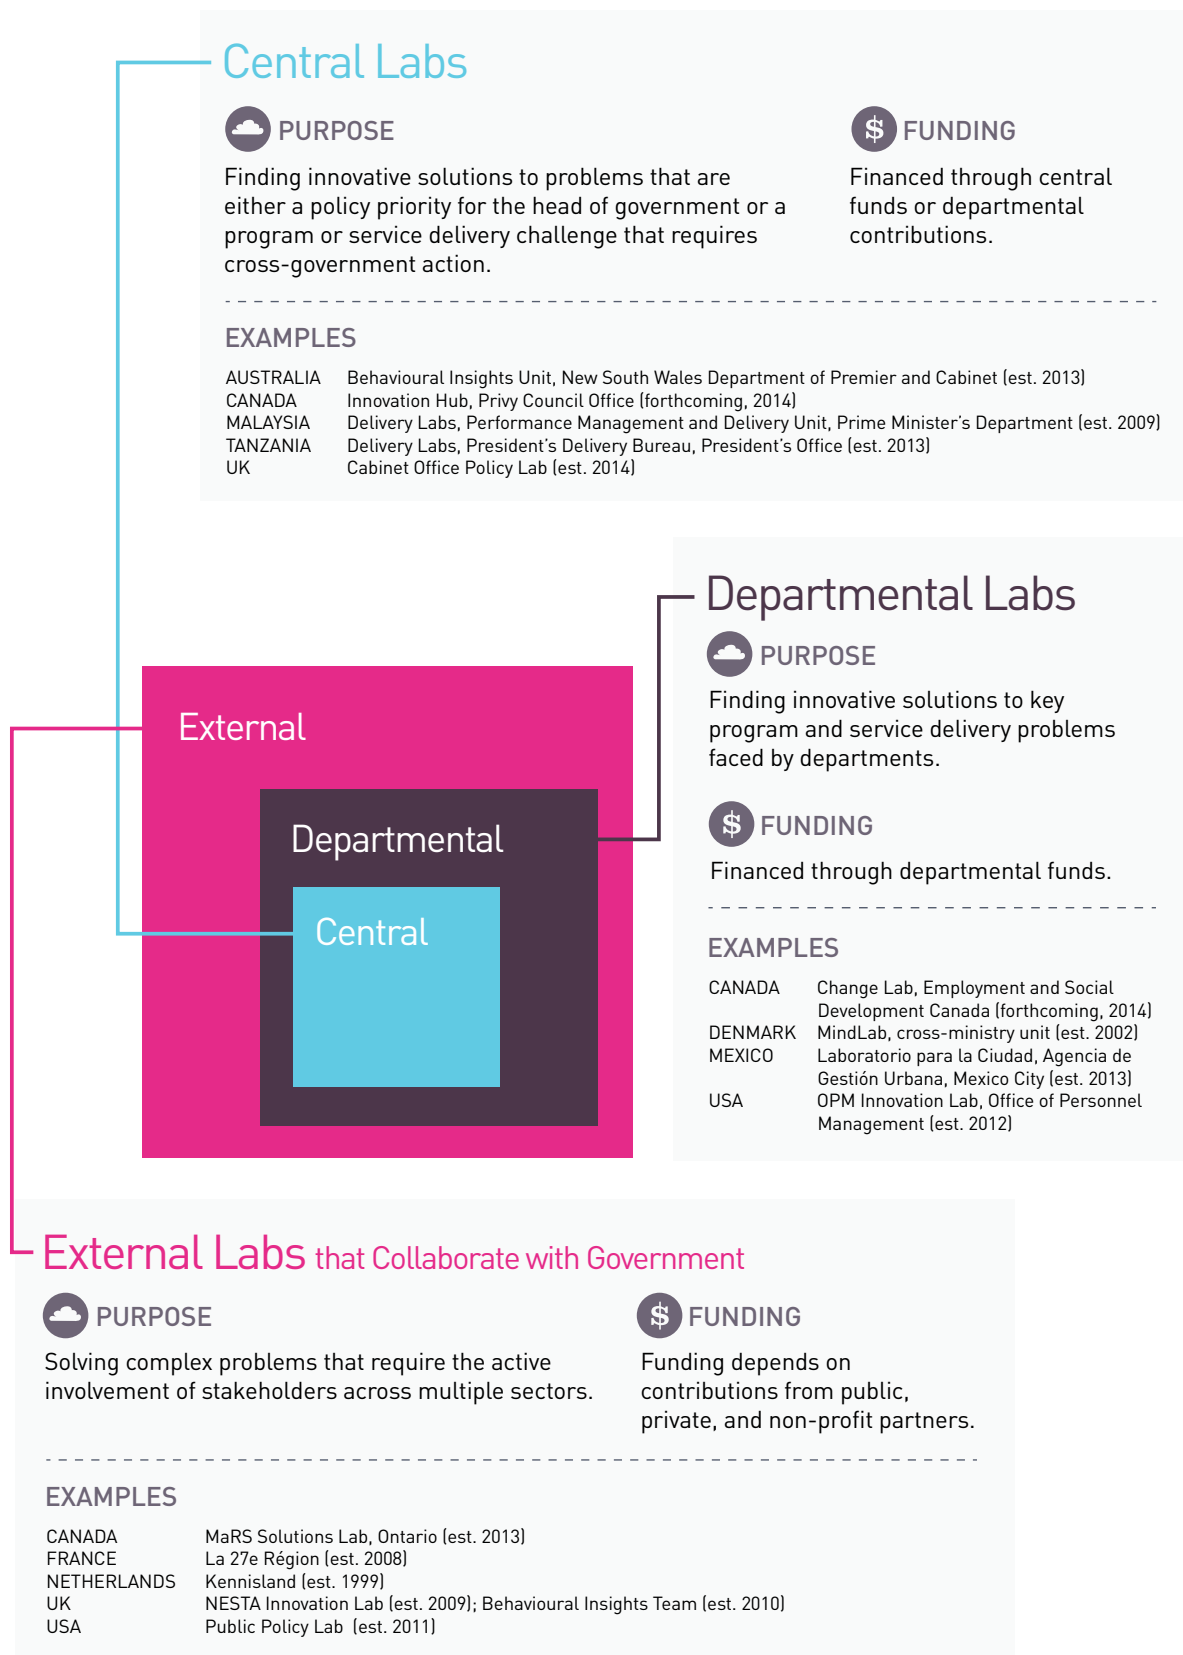 Central Labs
PURPOSE
Finding innovative solutions to problems that are
either a policy priority for the head of government or a
program or service delivery challenge that requires
cross-government action.
$ FUNDING
Financed through central
funds or departmental
contributions.
EXAMPLES
AUSTRALIA Behavioural Insights Unit, New South Wales Department of Premier and Cabinet (est. 2013)
CANADA Innovation Hub, Privy Council Office (forthcoming, 2014)
MALAYSIA Delivery Labs, Performance Management and Delivery Unit, Prime Minister's Department (est. 2009)
TANZANIA Delivery Labs, President's Delivery Bureau, President's Office (est. 2013)
UK Cabinet Office Policy Lab (est. 2014)
External
Departmental
Central
Departmental Labs
PURPOSE
Finding innovative solutions to key
program and service delivery problems
faced by departments.
$ FUNDING
Financed through departmental funds.
EXAMPLES
CANADA Change Lab, Employment and Social
Development Canada (forthcoming, 2014)
DENMARK MindLab, cross-ministry unit (est. 2002)
MEXICO Laboratorio para la Ciudad, Agencia de
Gestión Urbana, Mexico City (est. 2013)
USA OPM Innovation Lab, Office of Personnel
Management (est. 2012)
External Labs that Collaborate with Government
PURPOSE
Solving complex problems that require the active
involvement of stakeholders across multiple sectors.
$ FUNDING
Funding depends on
contributions from public,
private, and non-profit partners.
EXAMPLES
CANADA MaRS Solutions Lab, Ontario (est. 2013)
FRANCE La 27e Région (est. 2008)
NETHERLANDS Kennisland (est. 1999)
UK NESTA Innovation Lab (est. 2009); Behavioural Insights Team (est. 2010)
USA Public Policy Lab (est. 2011)